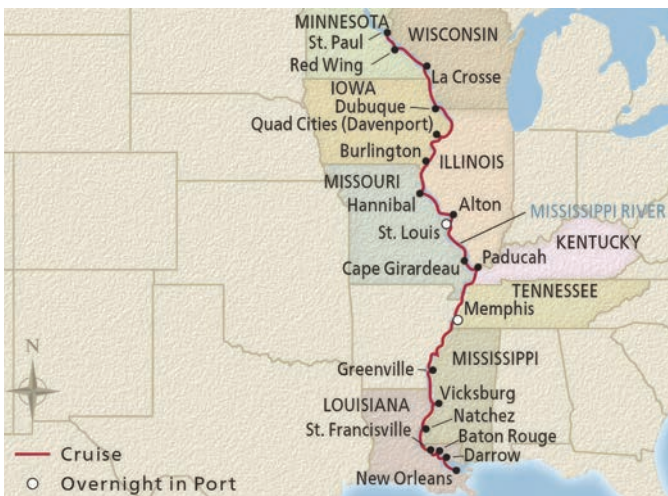 MINNESOTA
St. Paul
Red Wing
WISCONSIN
La Crosse
IOWA
Dubuque
Quad Cities (Davenport)
Burlington
ILLINOIS
MISSOURI
Hannibal
Alton
MISSISSIPPI RIVER
St. Louis
KENTUCKY
Cape Girardeau
Paducah
TENNESSEE
Memphis
MISSISSIPPI
Greenville
Vicksburg
LOUISIANA
Natchez
St. Francisville
Baton Rouge
Darrow
New Orleans
N
Cruise
Overnight in Port